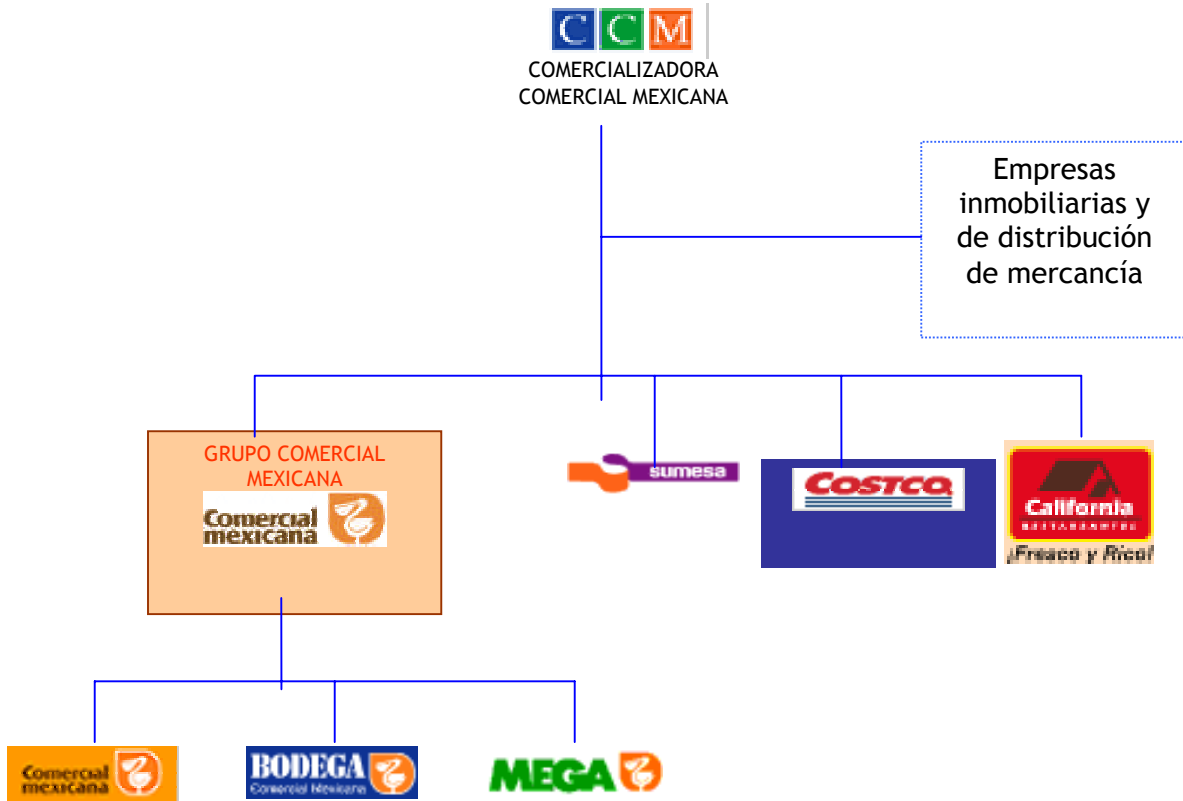 C C M
COMERCIALIZADORA
COMERCIAL MEXICANA
Empresas
inmobiliarias y
de distribución
de mercancía
GRUPO COMERCIAL
MEXICANA
Comercial
mexicana
sumesa
COSTCO
California
RESTAURANTES
¡Fresco y Rico!
Comercial
mexicana
BODEGA
Comercial Mexicana
MEGA